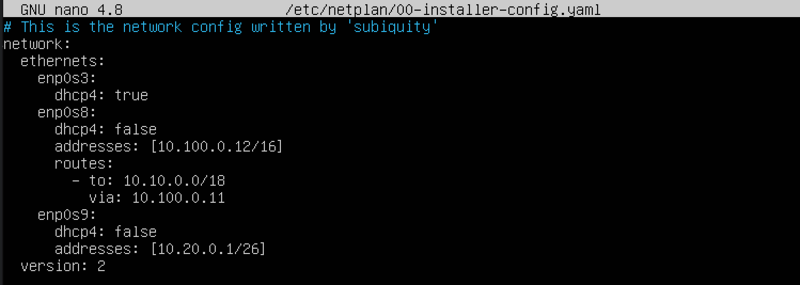 GNU nano 4.8 /etc/netplan/00-installer-config.yaml
# This is the network config written by 'subiquity'
network:
  ethernets:
    enp0s3:
      dhcp4: true
    enp0s8:
      dhcp4: false
      addresses: [10.100.0.12/16]
      routes:
        - to: 10.10.0.0/18
          via: 10.100.0.11
    enp0s9:
      dhcp4: false
      addresses: [10.20.0.1/26]
  version: 2